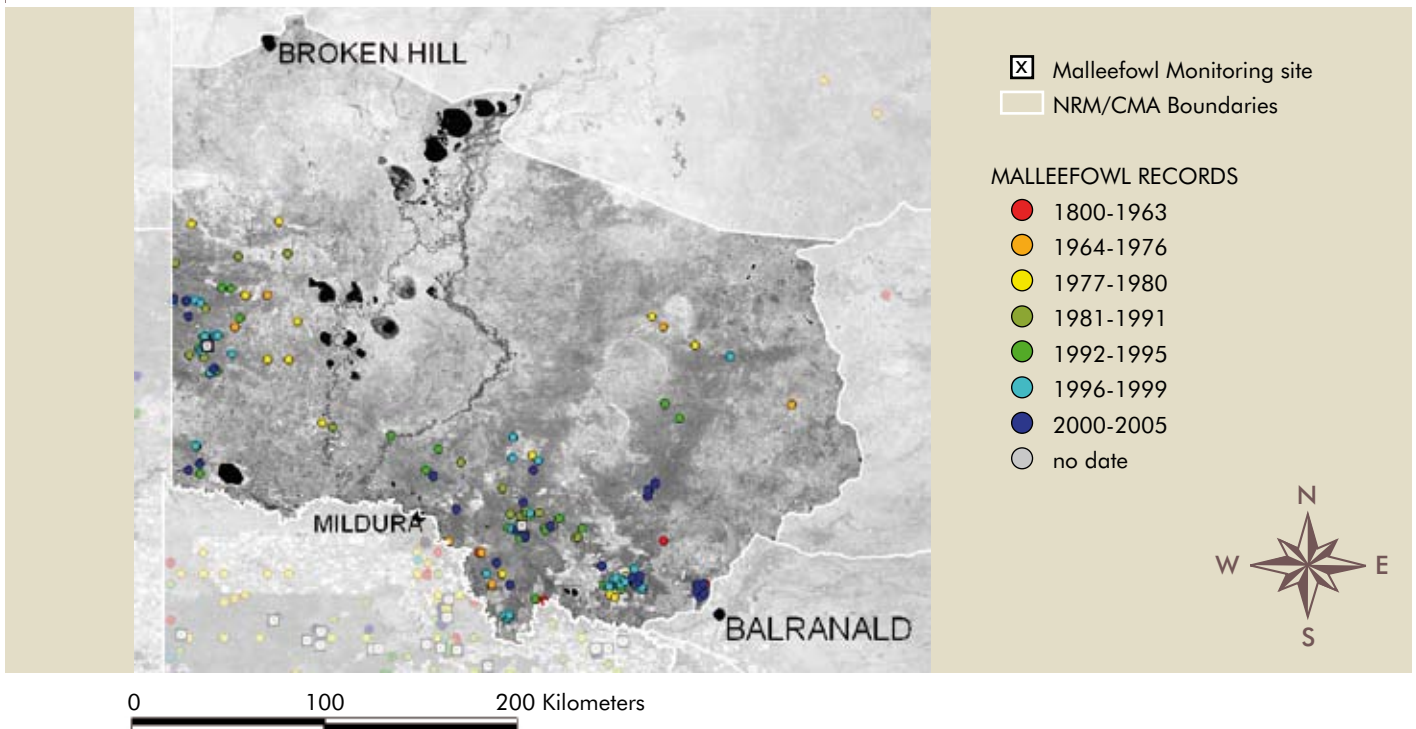 BROKEN HILL
MILDURA
BALRANALD
x Malleefowl Monitoring site
NRM/CMA Boundaries
MALLEEFOWL RECORDS
1800-1963
1964-1976
1977-1980
1981-1991
1992-1995
1996-1999
2000-2005
no date
N
W E
S
0 100 200 Kilometers